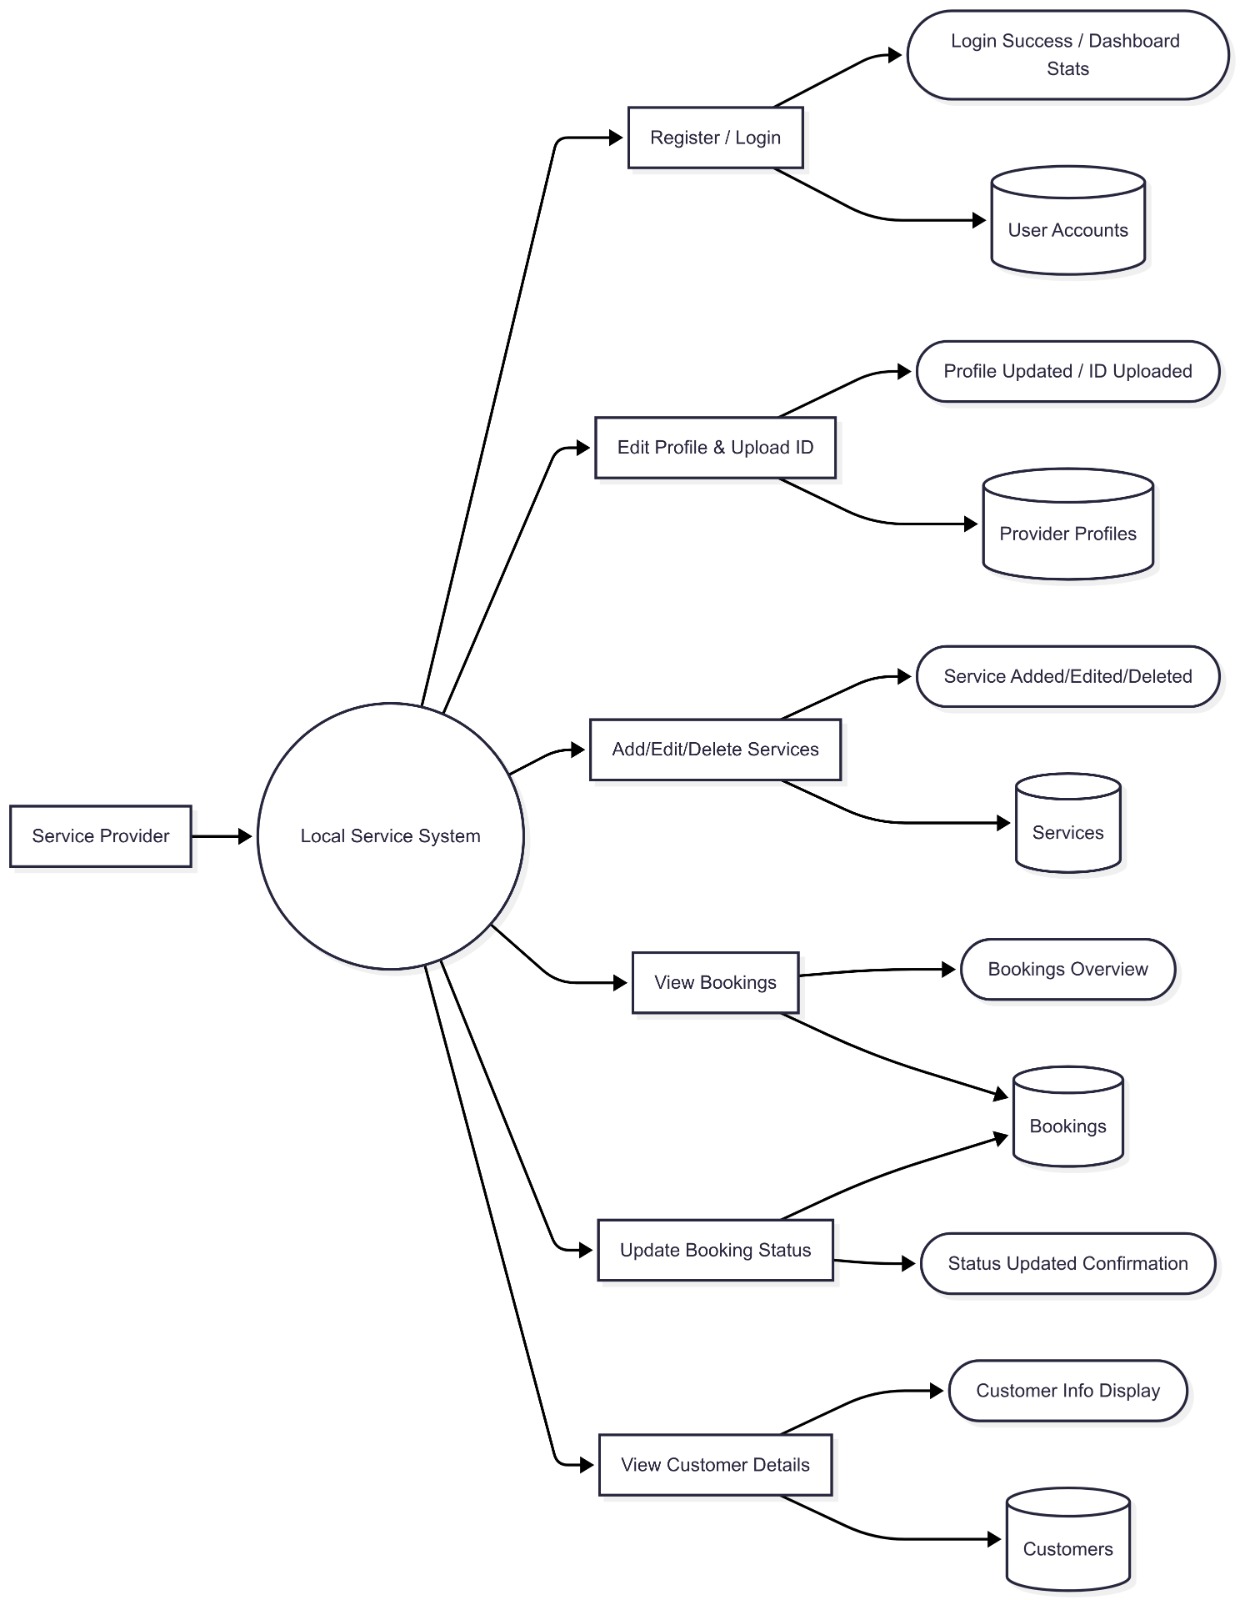 Login Success / Dashboard
Stats
Register / Login
User Accounts
Profile Updated / ID Uploaded
Edit Profile & Upload ID
Provider Profiles
Service Added/Edited/Deleted
Add/Edit/Delete Services
Services
Service Provider
Local Service System
Bookings Overview
View Bookings
Bookings
Update Booking Status
Status Updated Confirmation
Customer Info Display
View Customer Details
Customers